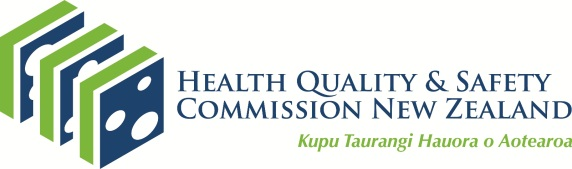 HEALTH QUALITY & SAFETY
COMMISSION NEW ZEALAND
Kupu Taurangi Hauora o Aotearoa